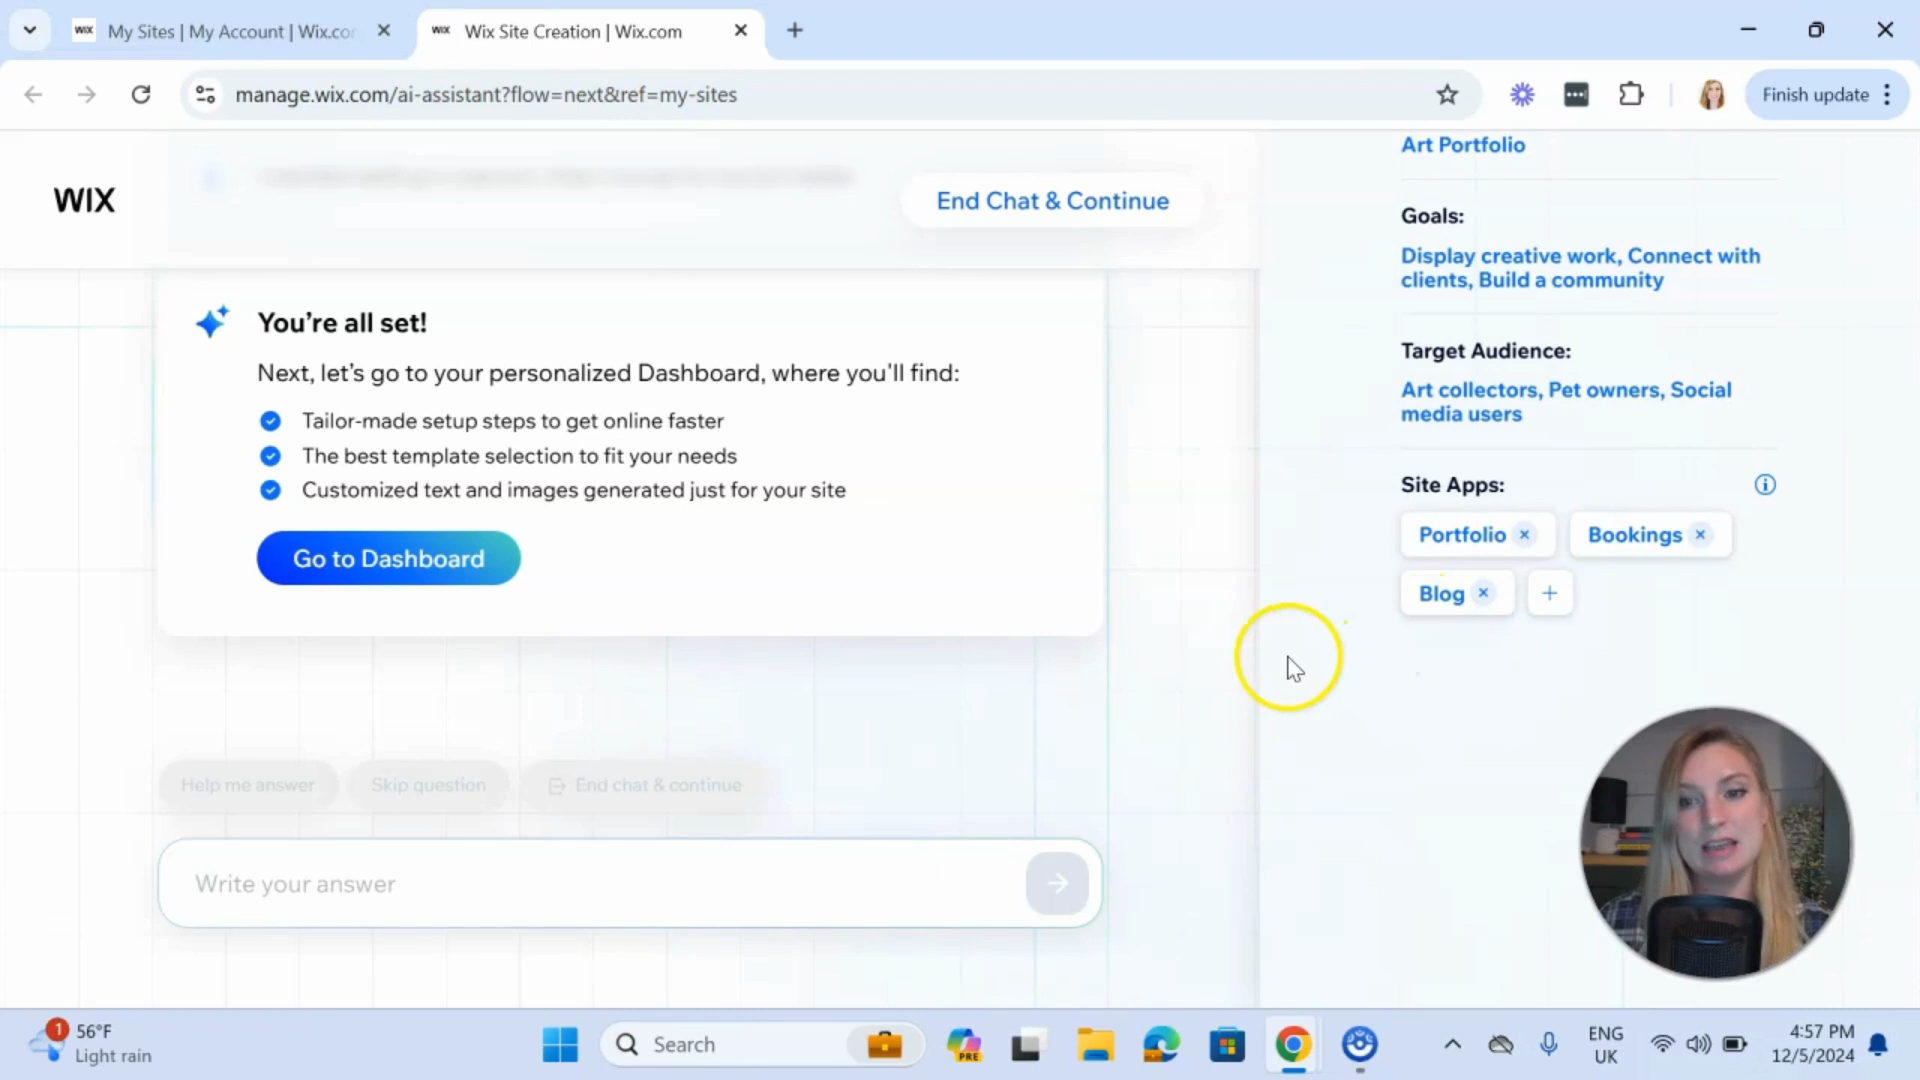 WIX My Sites | My Account | Wix.cor
WIX Wix Site Creation | Wix.com
manage.wix.com/ai-assistant?flow=next&ref=my-sites
Finish update
WIX
End Chat & Continue
You're all set!
Next, let's go to your personalized Dashboard, where you'll find:
Tailor-made setup steps to get online faster
The best template selection to fit your needs
Customized text and images generated just for your site
Go to Dashboard
Help me answer
Skip question
End chat & continue
Write your answer
Art Portfolio
Goals:
Display creative work, Connect with
clients, Build a community
Target Audience:
Art collectors, Pet owners, Social
media users
Site Apps:
Portfolio ×
Bookings ×
Blog ×
+
1
56°F
Light rain
Search
PRE
ENG
UK
4:57 PM
12/5/2024